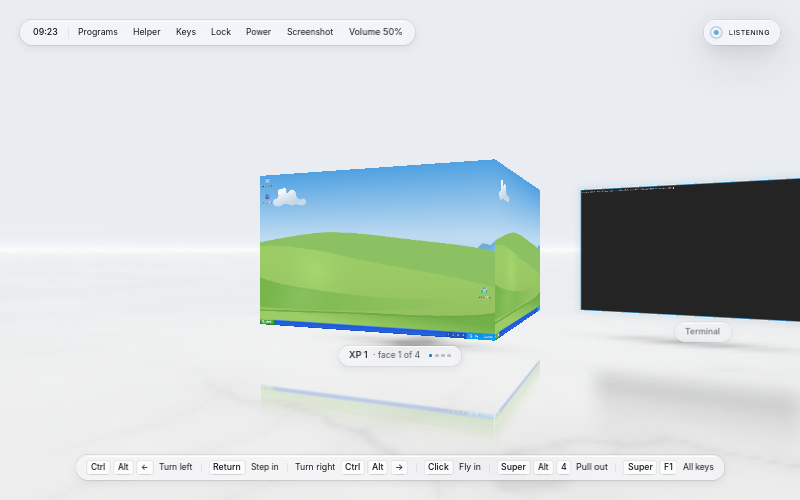 09:23 Programs Helper Keys Lock Power Screenshot Volume 50%
LISTENING
XP 1 · face 1 of 4
Terminal
Ctrl Alt ← Turn left Return Step in Turn right Ctrl Alt → Click Fly in Super Alt 4 Pull out Super F1 All keys